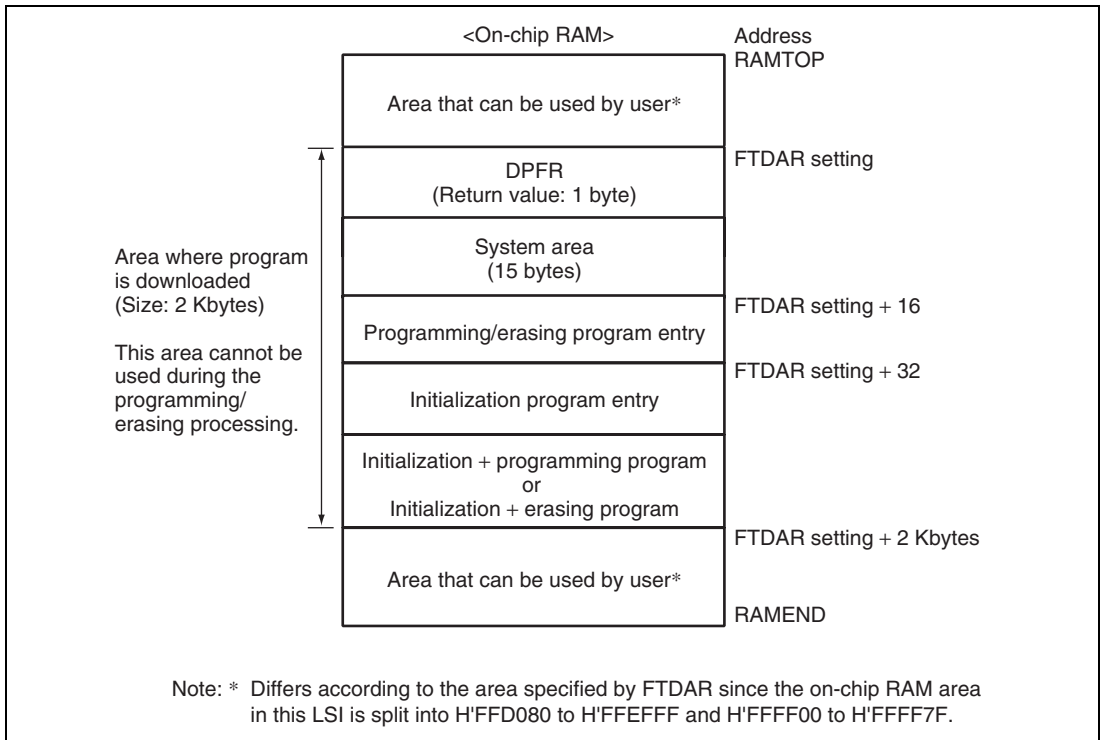 <On-chip RAM>
Address
RAMTOP
Area that can be used by user*
FTDAR setting
DPFR
(Return value: 1 byte)
System area
(15 bytes)
Area where program
is downloaded
(Size: 2 Kbytes)
This area cannot be
used during the
programming/
erasing processing.
FTDAR setting + 16
Programming/erasing program entry
FTDAR setting + 32
Initialization program entry
Initialization + programming program
or
Initialization + erasing program
FTDAR setting + 2 Kbytes
Area that can be used by user*
RAMEND
Note: * Differs according to the area specified by FTDAR since the on-chip RAM area
in this LSI is split into H'FFD080 to H'FFEFFF and H'FFFF00 to H'FFFF7F.